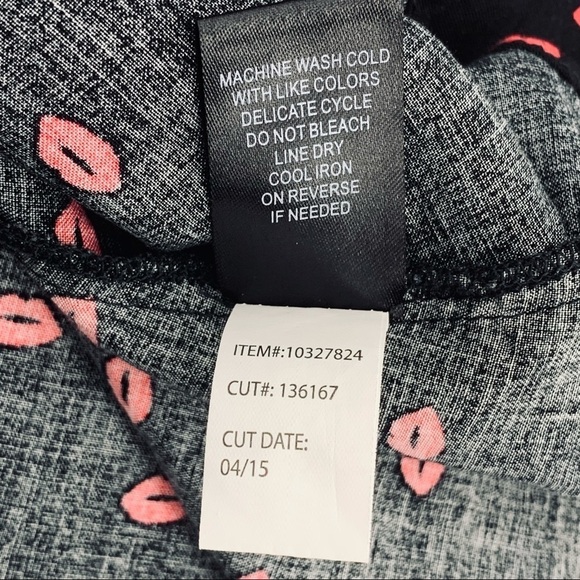 MACHINE WASH COLD
WITH LIKE COLORS
DELICATE CYCLE
DO NOT BLEACH
LINE DRY
COOL IRON
ON REVERSE
IF NEEDED
ITEM#:10327824
CUT#: 136167
CUT DATE:
04/15